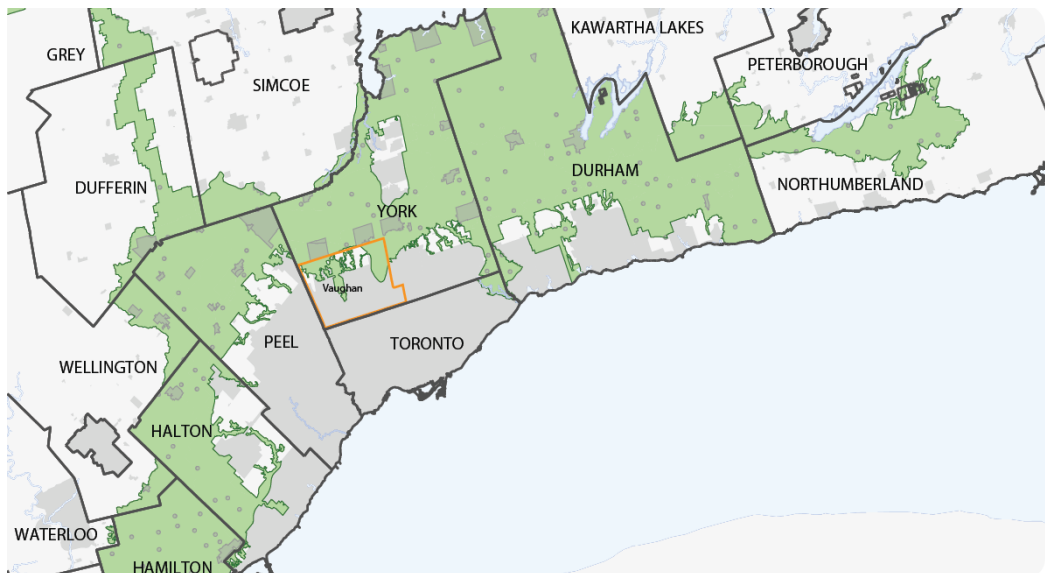 KAWARTHA LAKES
GREY
PETERBOROUGH
SIMCOE
DURHAM
DUFFERIN
NORTHUMBERLAND
YORK
Vaughan
PEEL
TORONTO
WELLINGTON
HALTON
WATERLOO
HAMILTON